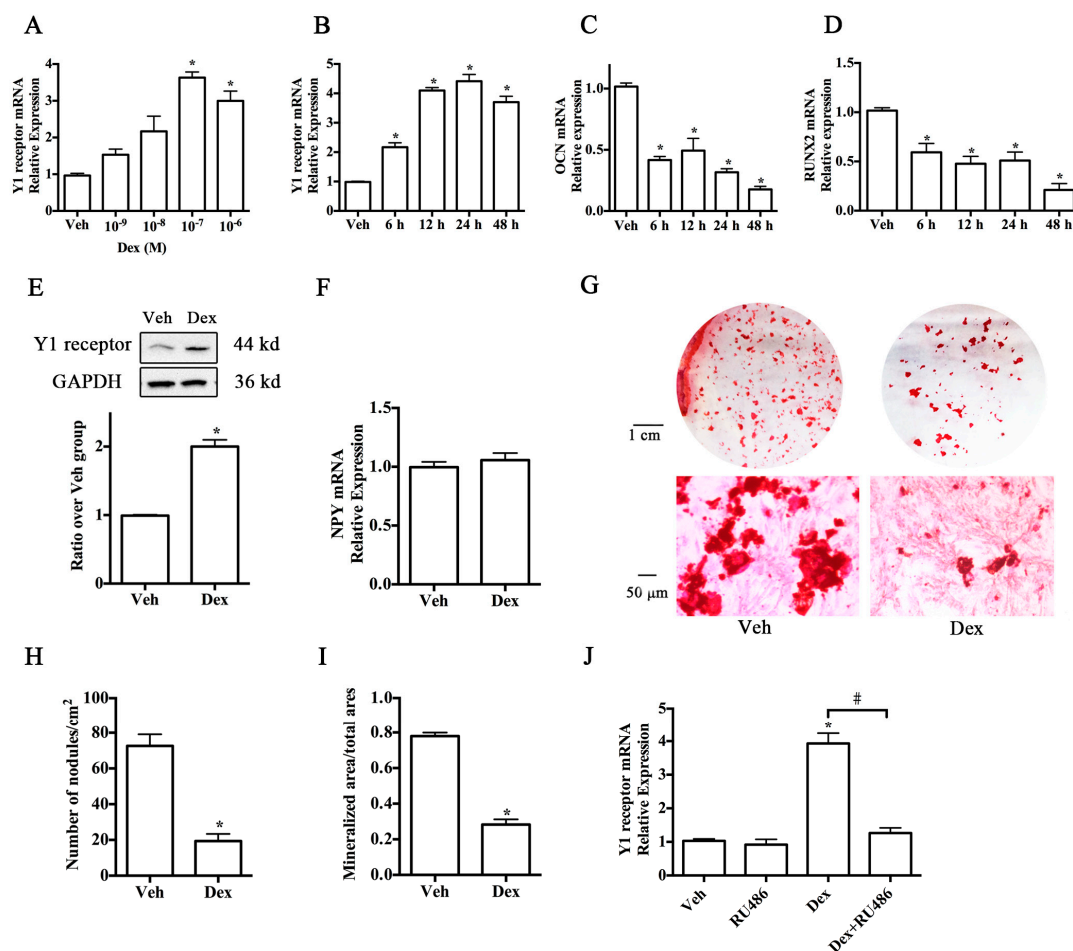 A
Y1 receptor mRNA
Relative Expression
4
3
2
1
0
*
*
Veh 10-9 10-8 10-7 10-6
Dex (M)
B
Y1 receptor mRNA
Relative Expression
5
4
3
2
1
0
*
*
*
*
Veh 6 h 12 h 24 h 48 h
C
OCN mRNA
Relative expression
1.0
0.5
0.0
*
*
*
*
Veh 6 h 12 h 24 h 48 h
D
RUNX2 mRNA
Relative expression
1.5
1.0
0.5
0.0
*
*
*
*
Veh 6 h 12 h 24 h 48 h
E
Veh Dex
Y1 receptor 44 kd
GAPDH 36 kd
Ratio over Veh group
2
1
0
*
Veh Dex
F
NPY mRNA
Relative Expression
1.5
1.0
0.5
0.0
Veh Dex
G
1 cm
50 μm
Veh Dex
H
Number of nodules/cm2
100
80
60
40
20
0
*
Veh Dex
I
Mineralized area/total ares
0.8
0.6
0.4
0.2
0.0
*
Veh Dex
J
Y1 receptor mRNA
Relative Expression
5
4
3
2
1
0
#
*
Veh RU486 Dex Dex+RU486